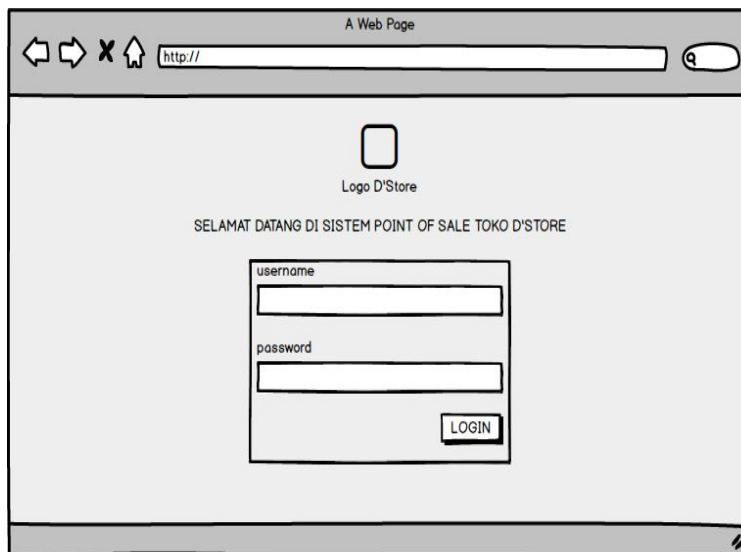 A Web Page
http://
Logo D'Store
SELAMAT DATANG DI SISTEM POINT OF SALE TOKO D'STORE
username
password
LOGIN